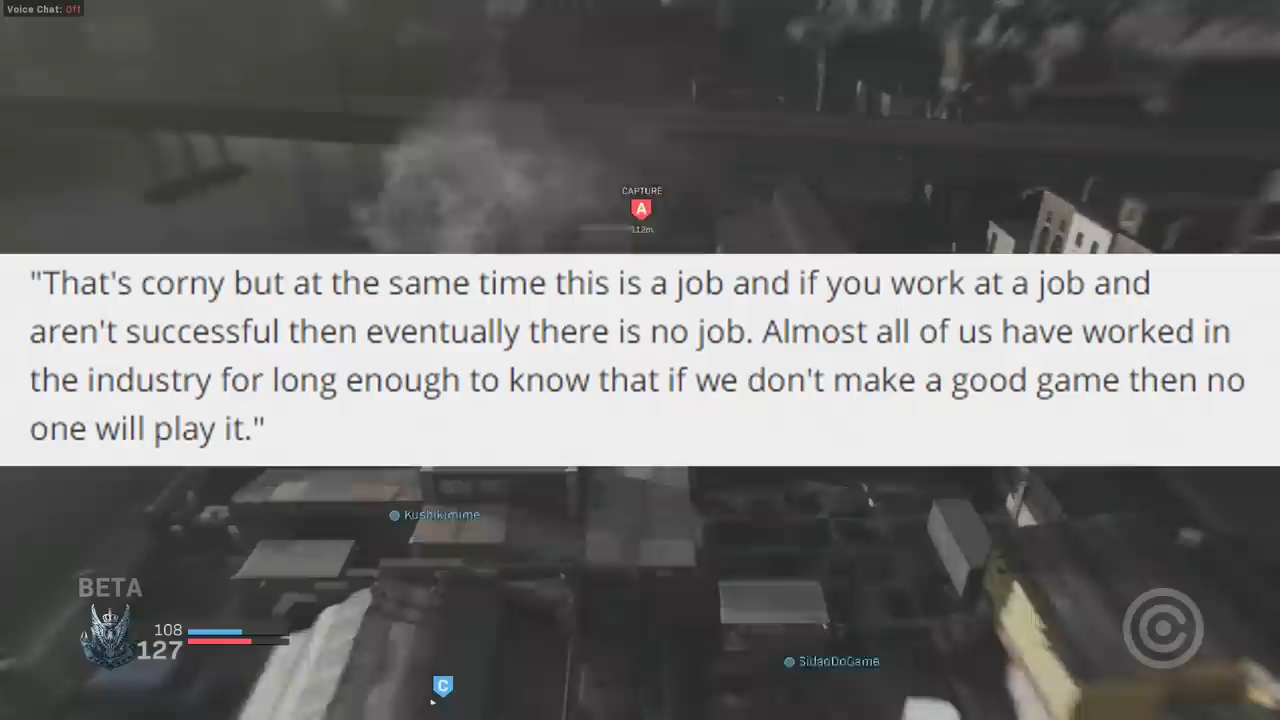 Voice Chat: Off
CAPTURE
A
112m
"That's corny but at the same time this is a job and if you work at a job and
aren't successful then eventually there is no job. Almost all of us have worked in
the industry for long enough to know that if we don't make a good game then no
one will play it."
Kushikimime
BETA
108
127
SidaoDoGame
C